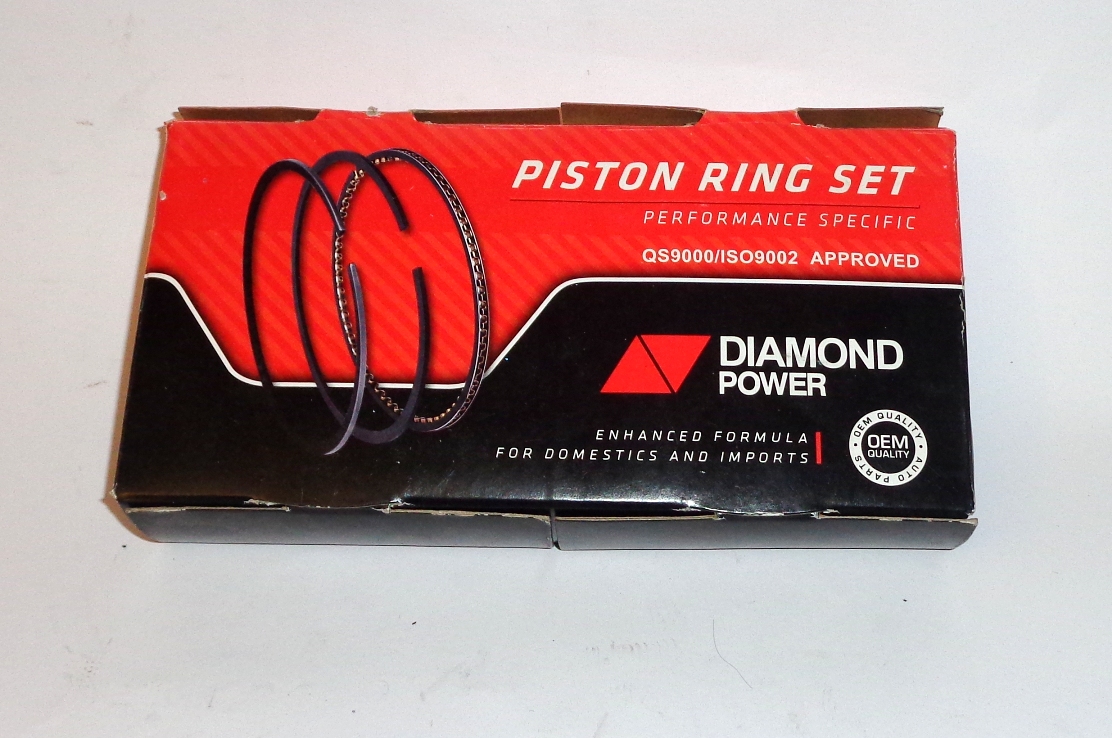 PISTON RING SET
PERFORMANCE SPECIFIC
QS9000/ISO9002 APPROVED
DIAMOND
POWER
ENHANCED FORMULA
FOR DOMESTICS AND IMPORTS
OEM QUALITY
OEM
QUALITY
AUTO PARTS